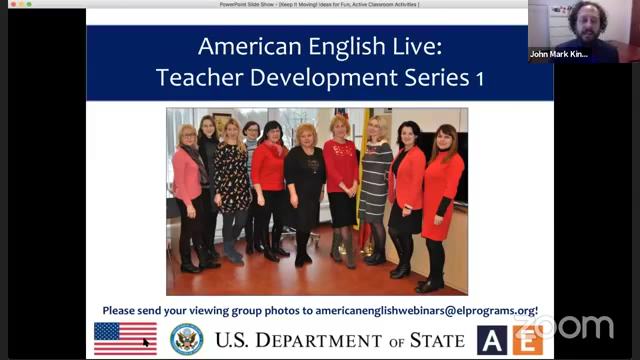 PowerPoint Slide Show - [Keep It Moving! Ideas for Fun, Active Classroom Activities ]
John Mark Kin...
American English Live:
Teacher Development Series 1
Please send your viewing group photos to americanenglishwebinars@elprograms.org!
U.S. DEPARTMENT OF STATE
A E
zoom